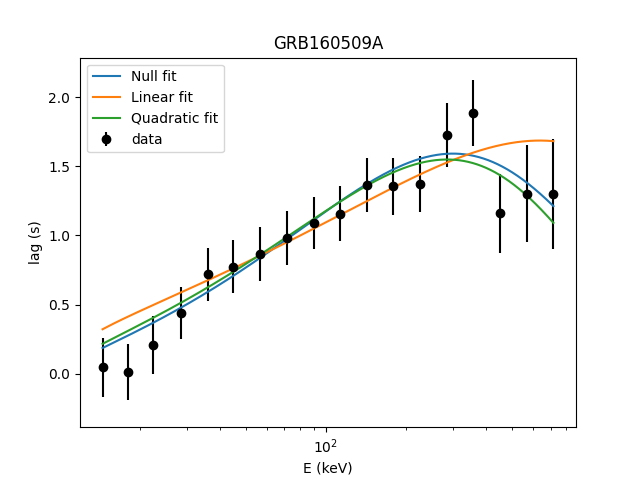 GRB160509A
Null fit
Linear fit
Quadratic fit
data
lag (s)
2.0
1.5
1.0
0.5
0.0
10²
E (keV)